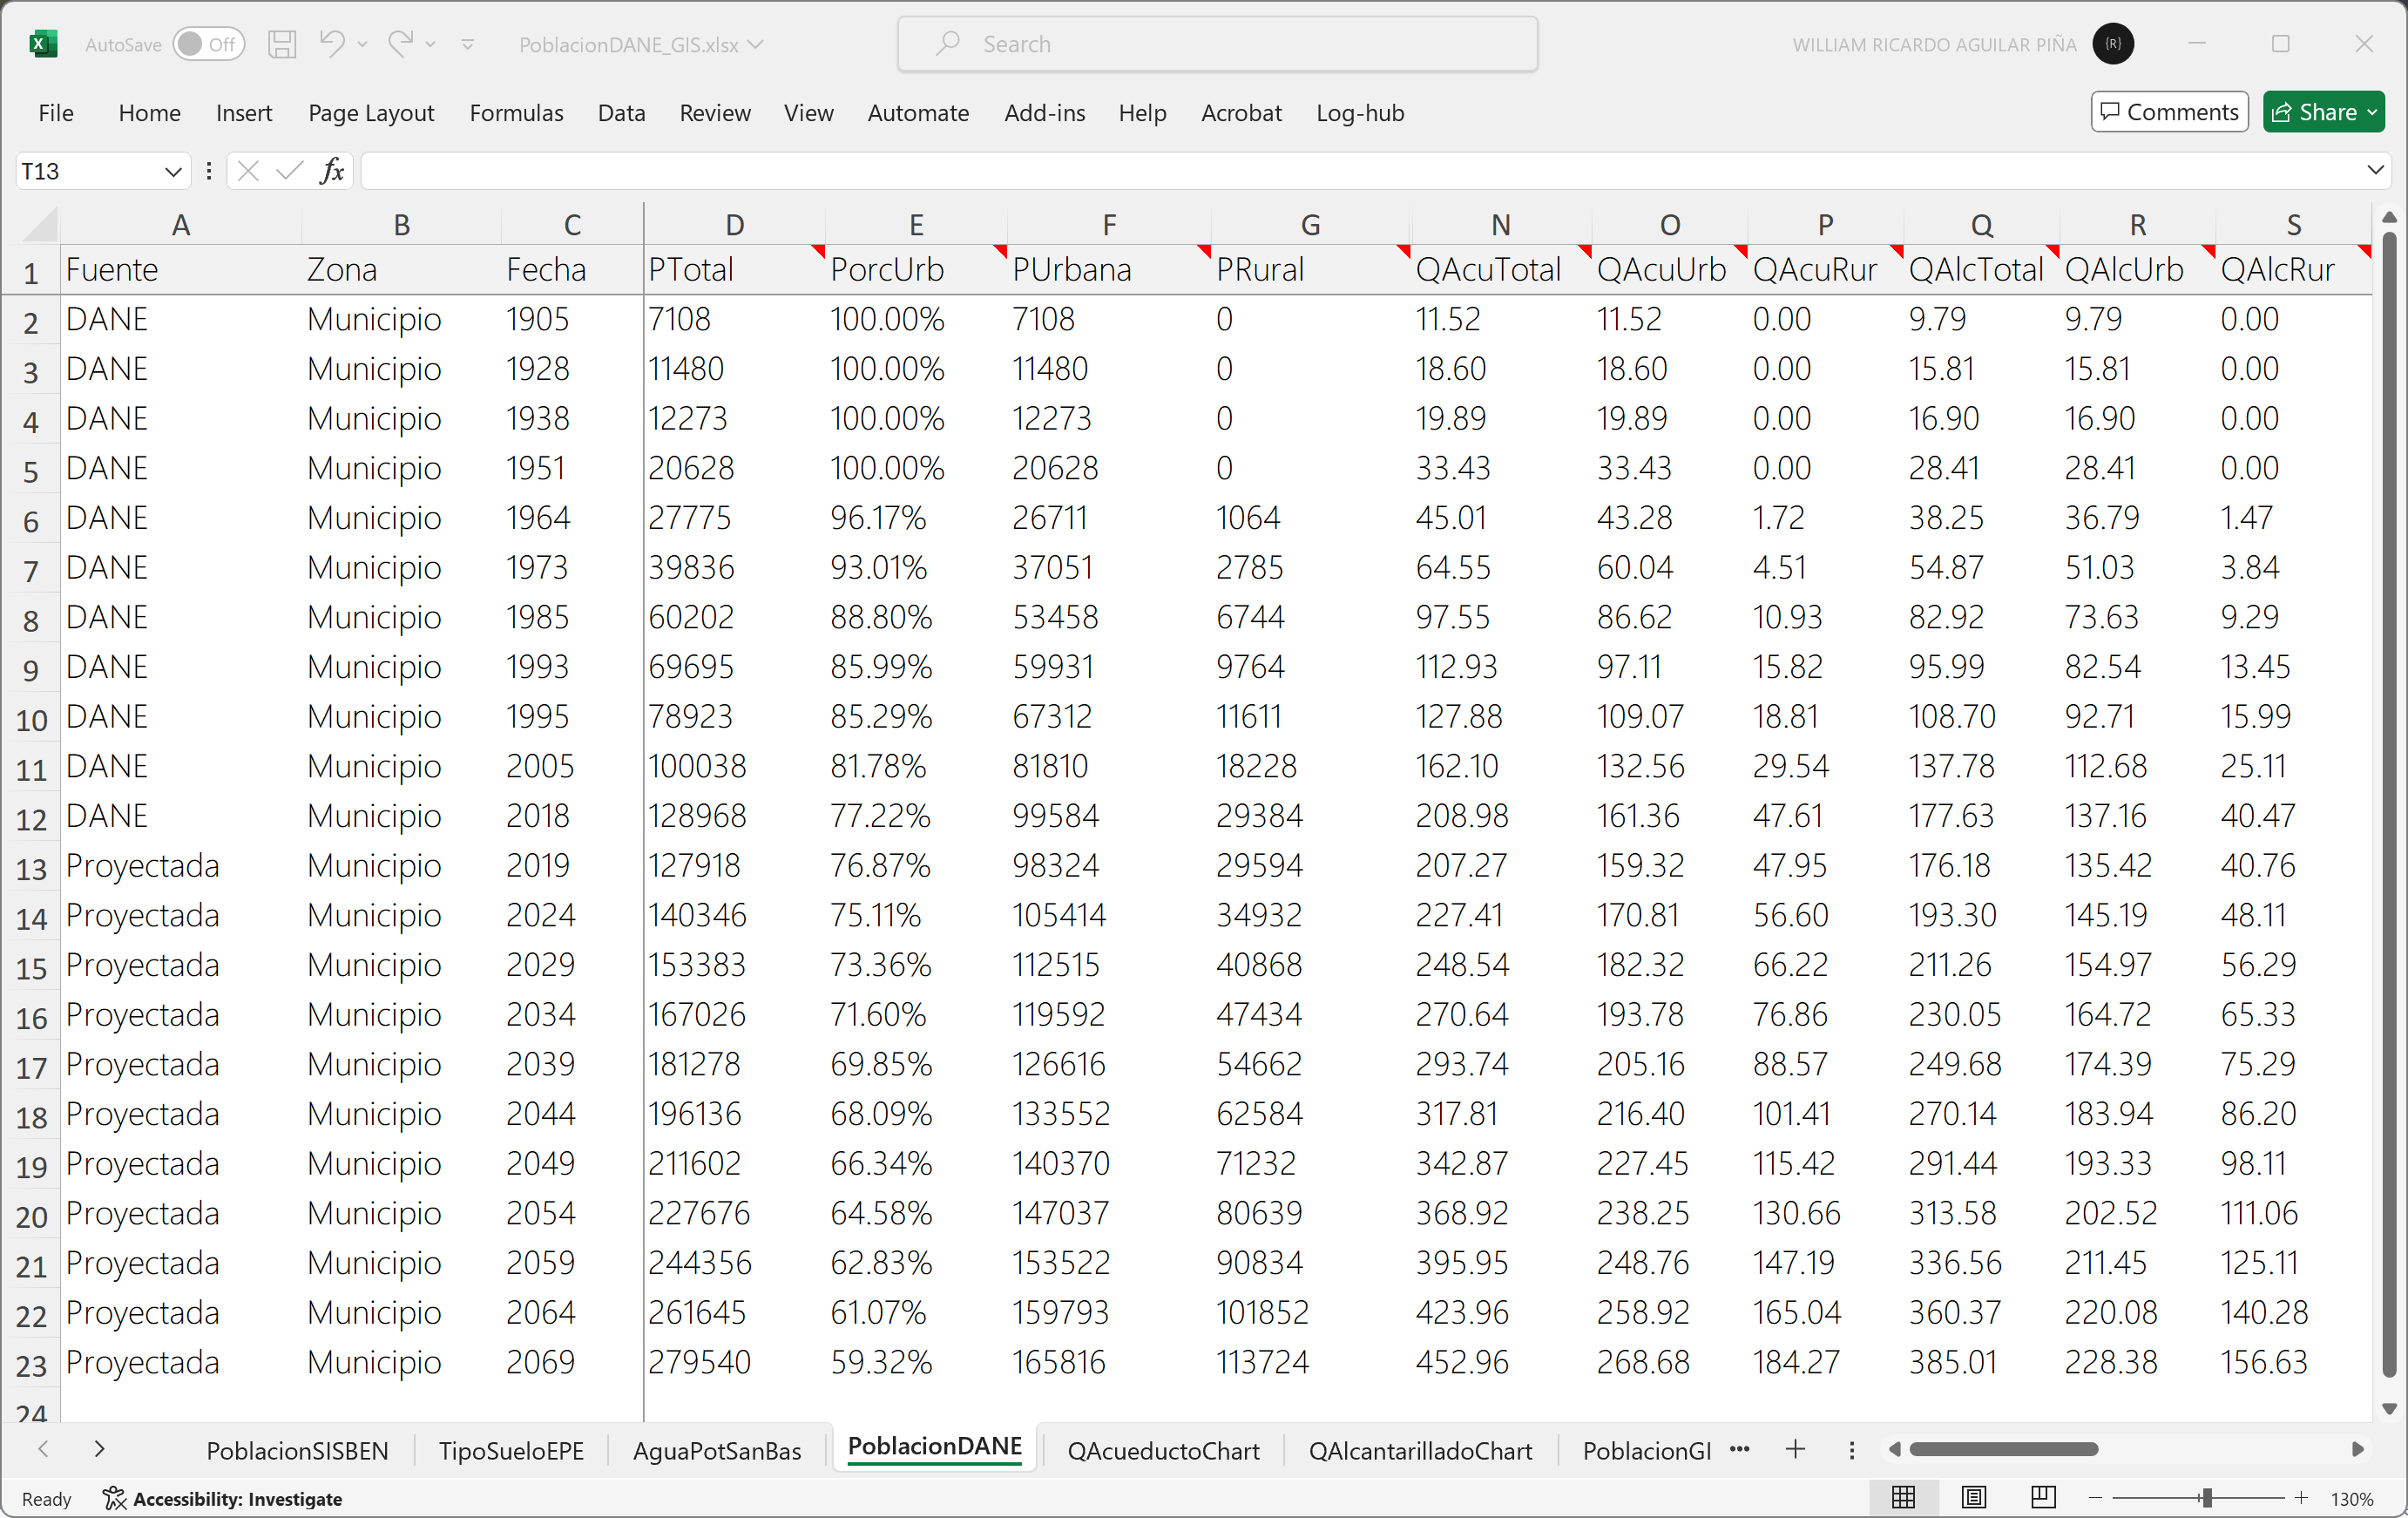 AutoSave Off PoblacionDANE_GIS.xlsx Search WILLIAM RICARDO AGUILAR PIÑA {R}
File Home Insert Page Layout Formulas Data Review View Automate Add-ins Help Acrobat Log-hub Comments Share
T13 fx
A B C D E F G N O P Q R S
1 Fuente Zona Fecha PTotal PorcUrb PUrbana PRural QAcuTotal QAcuUrb QAcuRur QAlcTotal QAlcUrb QAlcRur
2 DANE Municipio 1905 7108 100.00% 7108 0 11.52 11.52 0.00 9.79 9.79 0.00
3 DANE Municipio 1928 11480 100.00% 11480 0 18.60 18.60 0.00 15.81 15.81 0.00
4 DANE Municipio 1938 12273 100.00% 12273 0 19.89 19.89 0.00 16.90 16.90 0.00
5 DANE Municipio 1951 20628 100.00% 20628 0 33.43 33.43 0.00 28.41 28.41 0.00
6 DANE Municipio 1964 27775 96.17% 26711 1064 45.01 43.28 1.72 38.25 36.79 1.47
7 DANE Municipio 1973 39836 93.01% 37051 2785 64.55 60.04 4.51 54.87 51.03 3.84
8 DANE Municipio 1985 60202 88.80% 53458 6744 97.55 86.62 10.93 82.92 73.63 9.29
9 DANE Municipio 1993 69695 85.99% 59931 9764 112.93 97.11 15.82 95.99 82.54 13.45
10 DANE Municipio 1995 78923 85.29% 67312 11611 127.88 109.07 18.81 108.70 92.71 15.99
11 DANE Municipio 2005 100038 81.78% 81810 18228 162.10 132.56 29.54 137.78 112.68 25.11
12 DANE Municipio 2018 128968 77.22% 99584 29384 208.98 161.36 47.61 177.63 137.16 40.47
13 Proyectada Municipio 2019 127918 76.87% 98324 29594 207.27 159.32 47.95 176.18 135.42 40.76
14 Proyectada Municipio 2024 140346 75.11% 105414 34932 227.41 170.81 56.60 193.30 145.19 48.11
15 Proyectada Municipio 2029 153383 73.36% 112515 40868 248.54 182.32 66.22 211.26 154.97 56.29
16 Proyectada Municipio 2034 167026 71.60% 119592 47434 270.64 193.78 76.86 230.05 164.72 65.33
17 Proyectada Municipio 2039 181278 69.85% 126616 54662 293.74 205.16 88.57 249.68 174.39 75.29
18 Proyectada Municipio 2044 196136 68.09% 133552 62584 317.81 216.40 101.41 270.14 183.94 86.20
19 Proyectada Municipio 2049 211602 66.34% 140370 71232 342.87 227.45 115.42 291.44 193.33 98.11
20 Proyectada Municipio 2054 227676 64.58% 147037 80639 368.92 238.25 130.66 313.58 202.52 111.06
21 Proyectada Municipio 2059 244356 62.83% 153522 90834 395.95 248.76 147.19 336.56 211.45 125.11
22 Proyectada Municipio 2064 261645 61.07% 159793 101852 423.96 258.92 165.04 360.37 220.08 140.28
23 Proyectada Municipio 2069 279540 59.32% 165816 113724 452.96 268.68 184.27 385.01 228.38 156.63
24
PoblacionSISBEN TipoSueloEPE AguaPotSanBas PoblacionDANE QAcueductoChart QAlcantarilladoChart PoblacionGI ...
Ready Accessibility: Investigate 130%